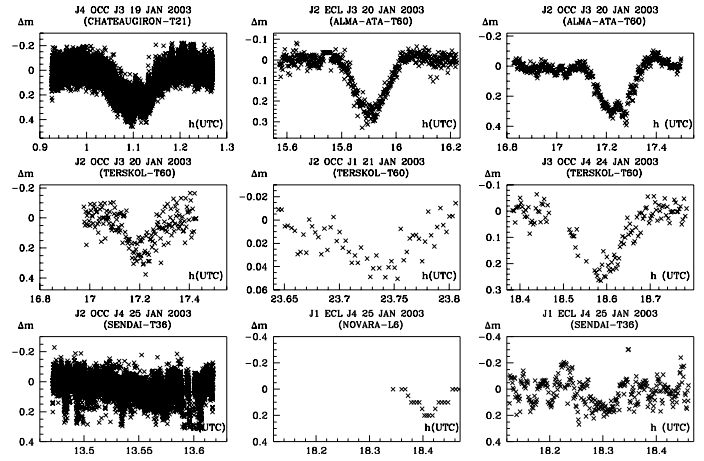 J4 OCC J3 19 JAN 2003
(CHATEAUGIRON-T21)
Δm
-0.2
0
0.2
0.4
h(UTC)
0.9 1 1.1 1.2 1.3
J2 ECL J3 20 JAN 2003
(ALMA-ATA-T60)
Δm
-0.1
0
0.1
0.2
0.3
h(UTC)
15.6 15.8 16 16.2
J2 OCC J3 20 JAN 2003
(ALMA-ATA-T60)
Δm
-0.2
0
0.2
0.4
h(UTC)
16.8 17 17.2 17.4
J2 OCC J3 20 JAN 2003
(TERSKOL-T60)
Δm
-0.2
0
0.2
0.4
h(UTC)
16.8 17 17.2 17.4
J2 OCC J1 21 JAN 2003
(TERSKOL-T60)
Δm
-0.02
0
0.02
0.04
0.06
h(UTC)
23.65 23.7 23.75 23.8
J3 OCC J4 24 JAN 2003
(TERSKOL-T60)
Δm
-0.1
0
0.1
0.2
0.3
h(UTC)
18.4 18.5 18.6 18.7
J2 OCC J4 25 JAN 2003
(SENDAI-T36)
Δm
-0.2
0
0.2
0.4
h(UTC)
13.5 13.55 13.6
J1 ECL J4 25 JAN 2003
(NOVARA-L6)
Δm
-0.4
-0.2
0
0.2
0.4
h(UTC)
18.2 18.3 18.4
J1 ECL J4 25 JAN 2003
(SENDAI-T36)
Δm
-0.4
-0.2
0
0.2
0.4
h(UTC)
18.2 18.3 18.4